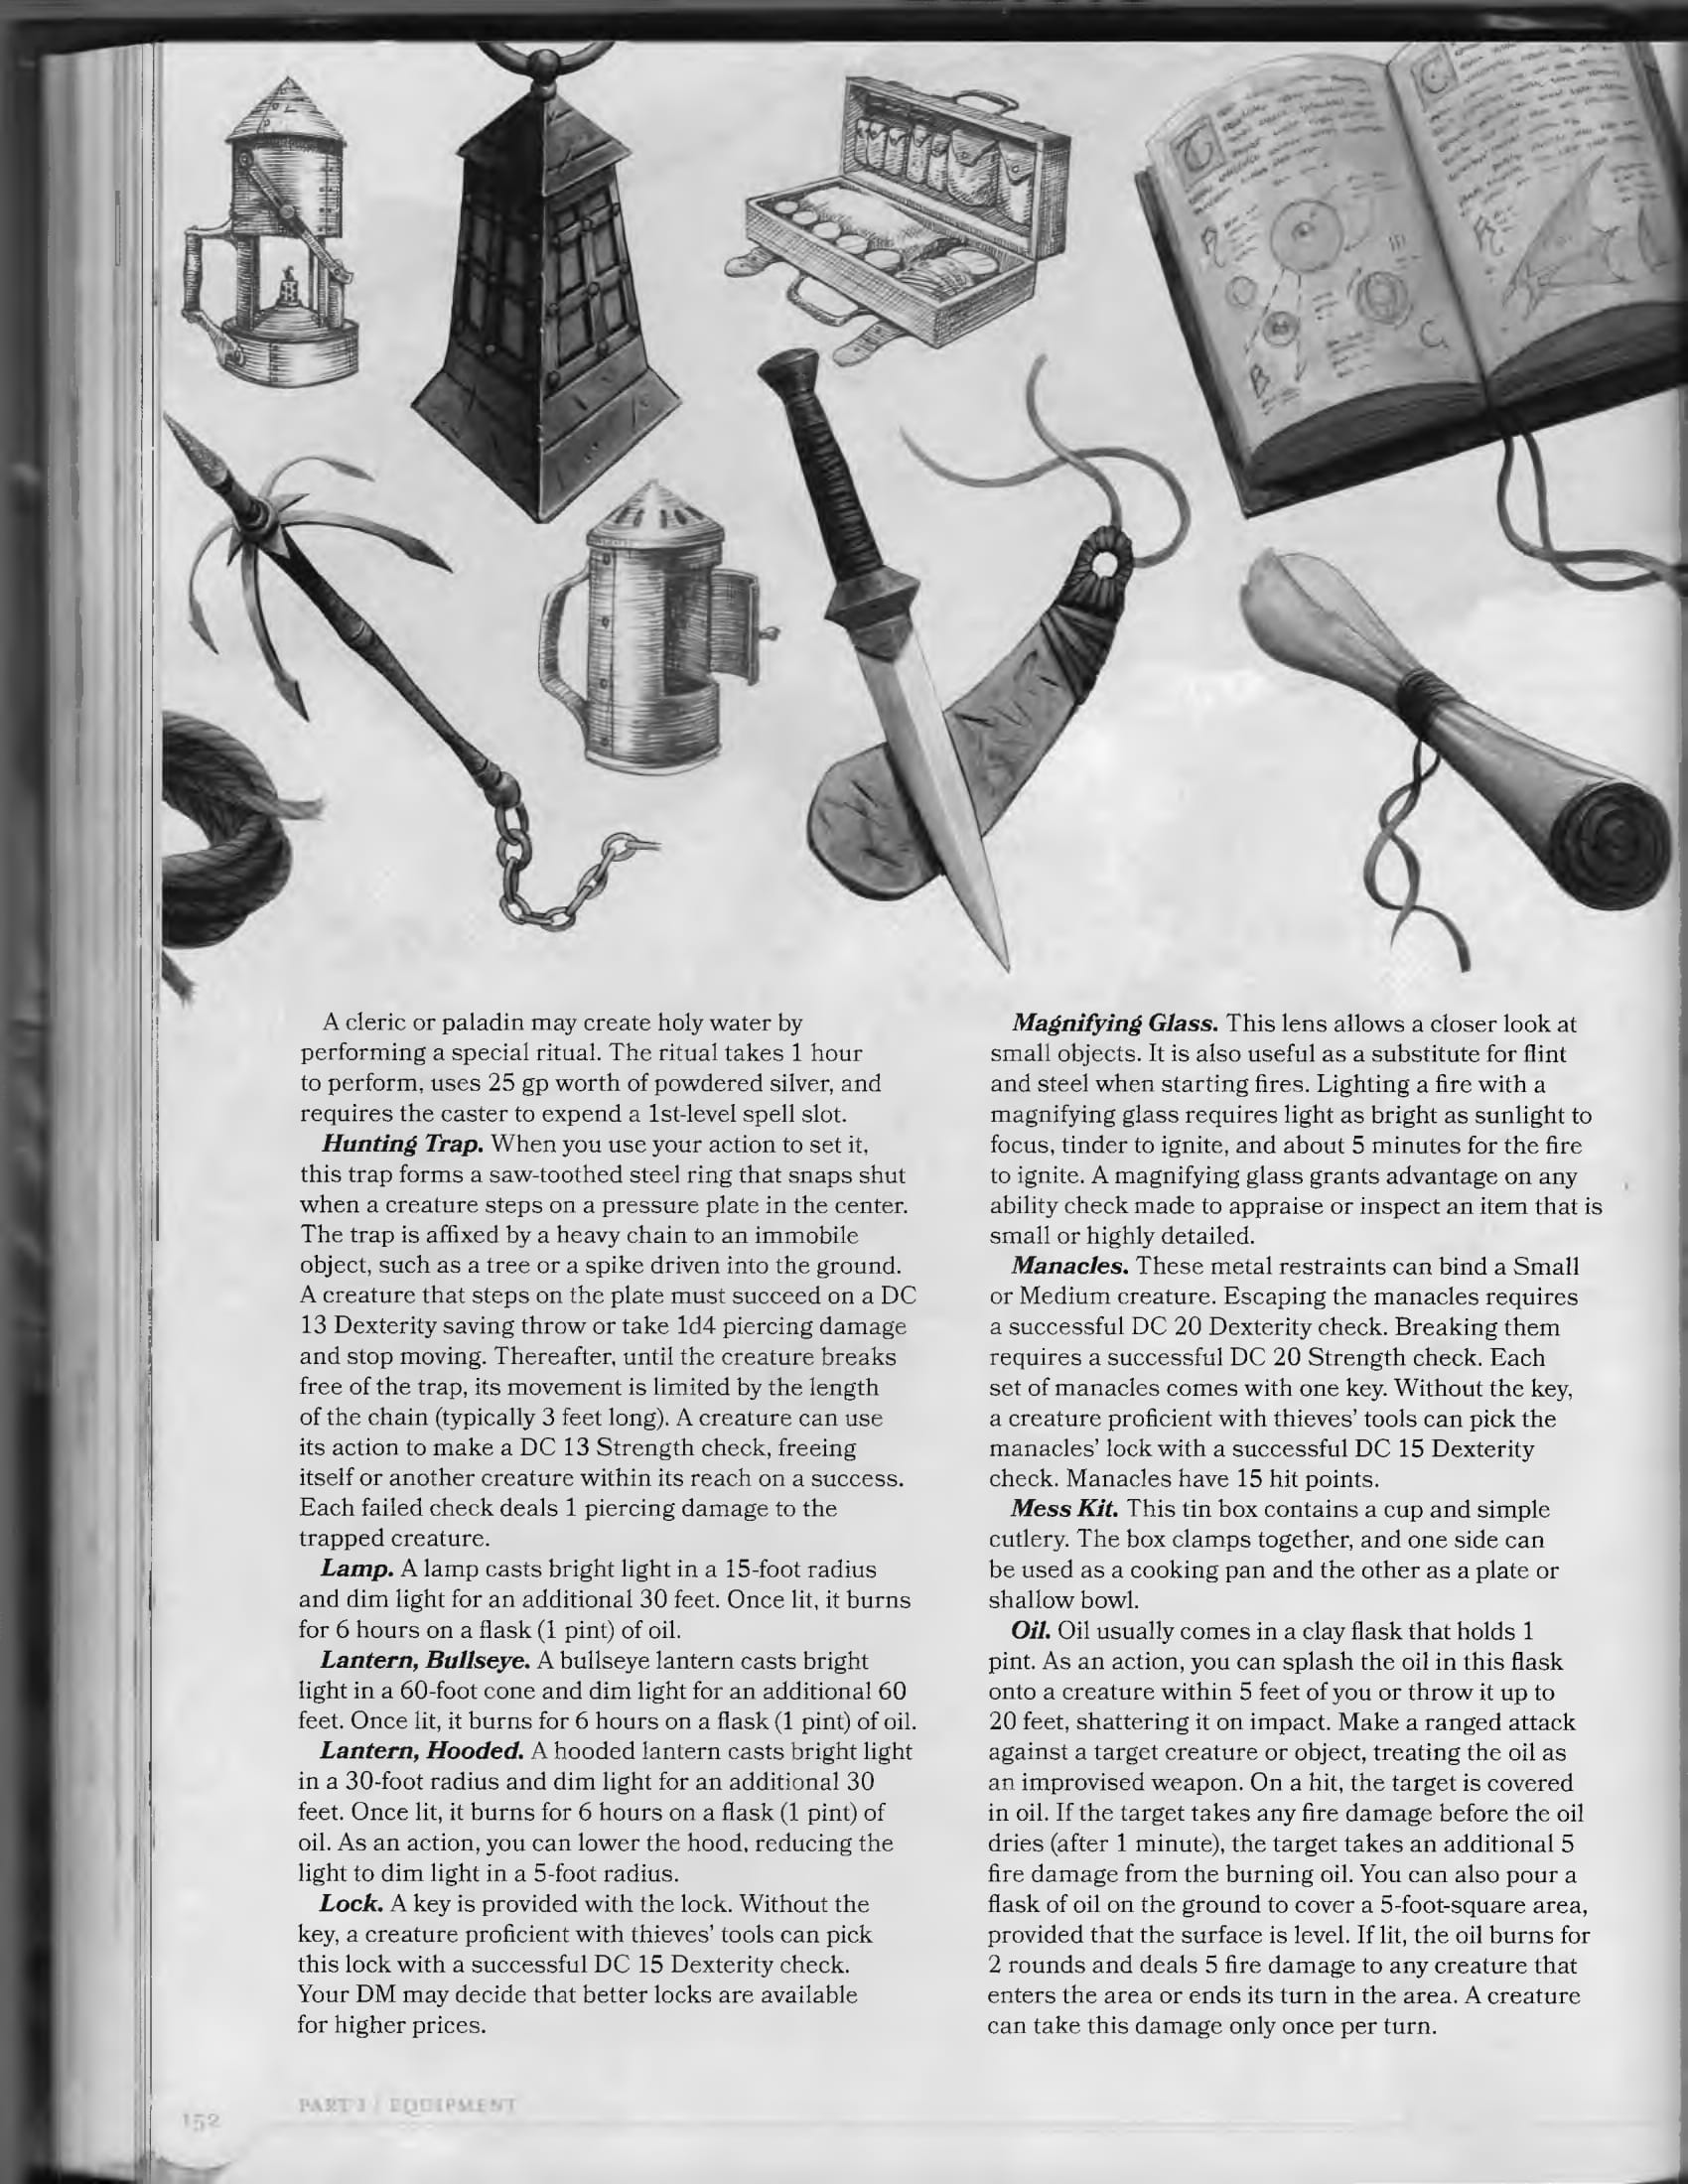 A cleric or paladin may create holy water by
performing a special ritual. The ritual takes 1 hour
to perform, uses 25 gp worth of powdered silver, and
requires the caster to expend a 1st-level spell slot.
Hunting Trap. When you use your action to set it,
this trap forms a saw-toothed steel ring that snaps shut
when a creature steps on a pressure plate in the center.
The trap is affixed by a heavy chain to an immobile
object, such as a tree or a spike driven into the ground.
A creature that steps on the plate must succeed on a DC
13 Dexterity saving throw or take 1d4 piercing damage
and stop moving. Thereafter, until the creature breaks
free of the trap, its movement is limited by the length
of the chain (typically 3 feet long). A creature can use
its action to make a DC 13 Strength check, freeing
itself or another creature within its reach on a success.
Each failed check deals 1 piercing damage to the
trapped creature.
Lamp. A lamp casts bright light in a 15-foot radius
and dim light for an additional 30 feet. Once lit, it burns
for 6 hours on a flask (1 pint) of oil.
Lantern, Bullseye. A bullseye lantern casts bright
light in a 60-foot cone and dim light for an additional 60
feet. Once lit, it burns for 6 hours on a flask (1 pint) of oil.
Lantern, Hooded. A hooded lantern casts bright light
in a 30-foot radius and dim light for an additional 30
feet. Once lit, it burns for 6 hours on a flask (1 pint) of
oil. As an action, you can lower the hood, reducing the
light to dim light in a 5-foot radius.
Lock. A key is provided with the lock. Without the
key, a creature proficient with thieves' tools can pick
this lock with a successful DC 15 Dexterity check.
Your DM may decide that better locks are available
for higher prices.
Magnifying Glass. This lens allows a closer look at
small objects. It is also useful as a substitute for flint
and steel when starting fires. Lighting a fire with a
magnifying glass requires light as bright as sunlight to
focus, tinder to ignite, and about 5 minutes for the fire
to ignite. A magnifying glass grants advantage on any
ability check made to appraise or inspect an item that is
small or highly detailed.
Manacles. These metal restraints can bind a Small
or Medium creature. Escaping the manacles requires
a successful DC 20 Dexterity check. Breaking them
requires a successful DC 20 Strength check. Each
set of manacles comes with one key. Without the key,
a creature proficient with thieves' tools can pick the
manacles' lock with a successful DC 15 Dexterity
check. Manacles have 15 hit points.
Mess Kit. This tin box contains a cup and simple
cutlery. The box clamps together, and one side can
be used as a cooking pan and the other as a plate or
shallow bowl.
Oil. Oil usually comes in a clay flask that holds 1
pint. As an action, you can splash the oil in this flask
onto a creature within 5 feet of you or throw it up to
20 feet, shattering it on impact. Make a ranged attack
against a target creature or object, treating the oil as
an improvised weapon. On a hit, the target is covered
in oil. If the target takes any fire damage before the oil
dries (after 1 minute), the target takes an additional 5
fire damage from the burning oil. You can also pour a
flask of oil on the ground to cover a 5-foot-square area,
provided that the surface is level. If lit, the oil burns for
2 rounds and deals 5 fire damage to any creature that
enters the area or ends its turn in the area. A creature
can take this damage only once per turn.
152
PART 1 / EQUIPMENT